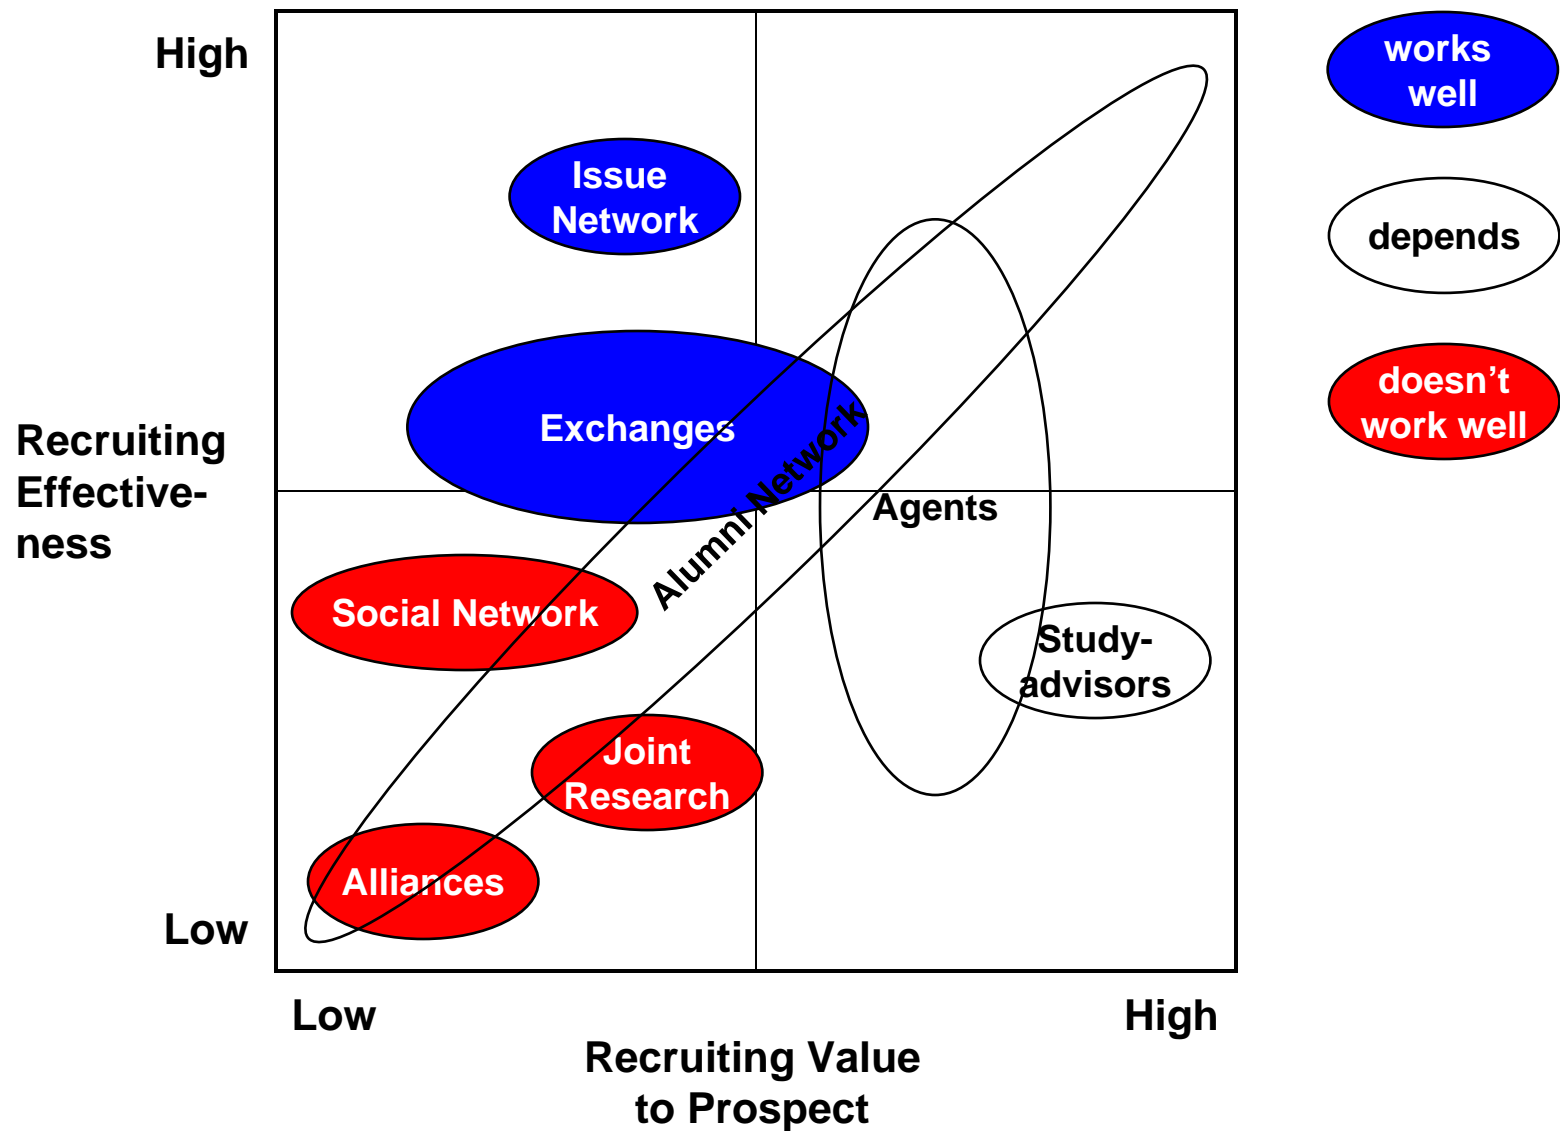 High
works
well
Issue
Network
depends
doesn't
work well
Exchanges
Recruiting
Effective-
ness
Alumni Network
Agents
Social Network
Study-
advisors
Joint
Research
Alliances
Low
Low
High
Recruiting Value
to Prospect